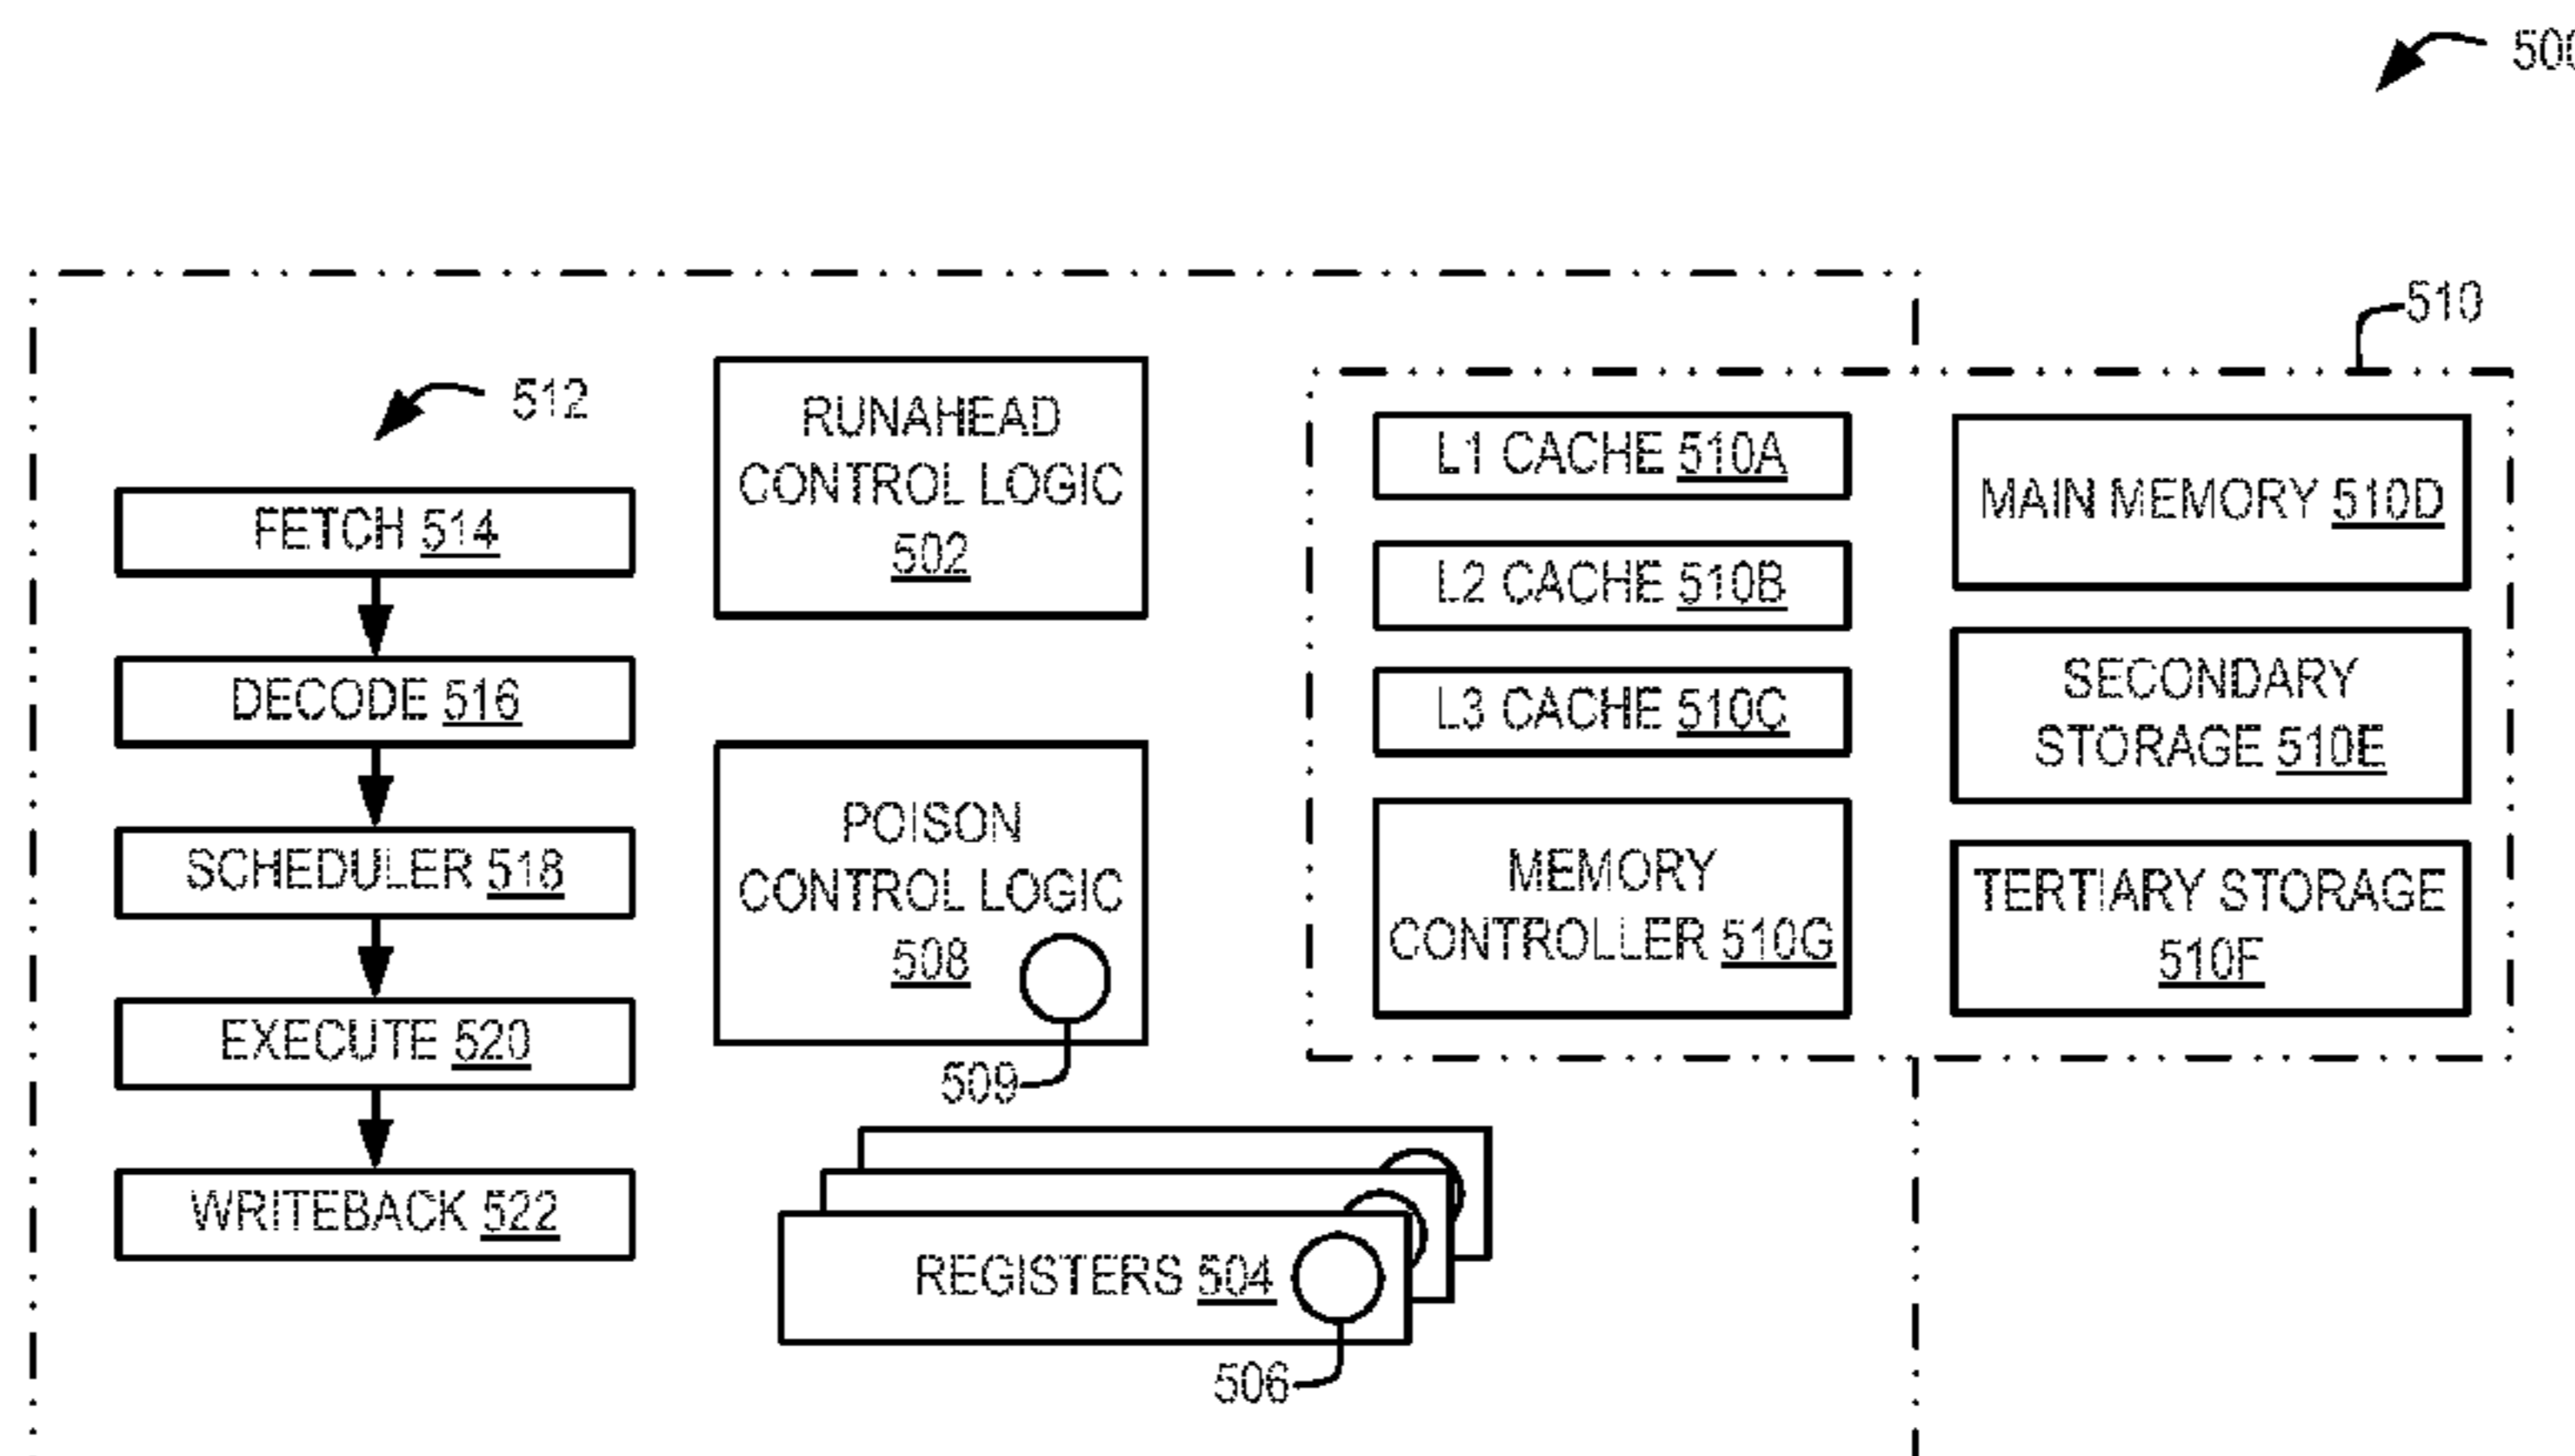 500
510
512
RUNAHEAD
CONTROL LOGIC
502
FETCH 514
DECODE 516
SCHEDULER 518
EXECUTE 520
WRITEBACK 522
POISON
CONTROL LOGIC
508
509
REGISTERS 504
506
L1 CACHE 510A
L2 CACHE 510B
L3 CACHE 510C
MEMORY
CONTROLLER 510G
MAIN MEMORY 510D
SECONDARY
STORAGE 510E
TERTIARY STORAGE
510F